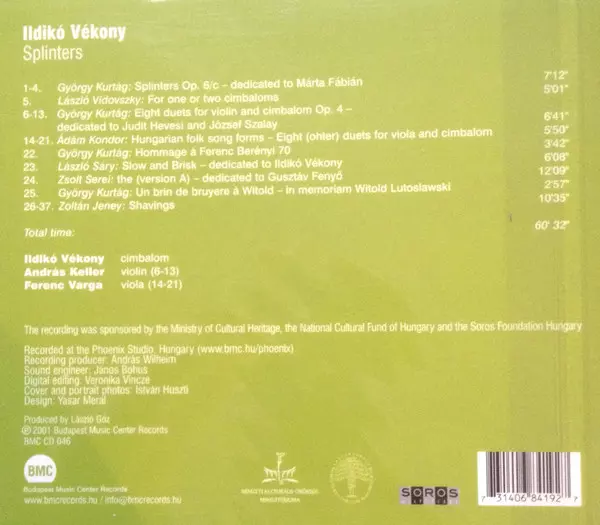 Ildikó Vékony
Splinters
1-4. György Kurtág: Splinters Op. 6/c – dedicated to Márta Fábián 7'12"
5. László Vidovszky: For one or two cimbaloms 5'01"
6-13. György Kurtág: Eight duets for violin and cimbalom Op. 4 –
dedicated to Judit Hevesi and József Szalay 6'41"
14-21. Ádám Kondor: Hungarian folk song forms – Eight (ohter) duets for viola and cimbalom 5'50"
22. György Kurtág: Hommage à Ferenc Berényi 70 3'42"
23. László Sáry: Slow and Brisk – dedicated to Ildikó Vékony 6'08"
24. Zsolt Serei: the (version A) – dedicated to Gusztáv Fenyő 12'09"
25. György Kurtág: Un brin de bruyere à Witold – in memoriam Witold Lutoslawski 2'57"
26-37. Zoltán Jeney: Shavings 10'35"
Total time: 60' 32"
Ildikó Vékony cimbalom
András Keller violin (6-13)
Ferenc Varga viola (14-21)
The recording was sponsored by the Ministry of Cultural Heritage, the National Cultural Fund of Hungary and the Soros Foundation Hungary
Recorded at the Phoenix Studio, Hungary (www.bmc.hu/phoenix)
Recording producer: András Wilheim
Sound engineer: János Bohus
Digital editing: Veronika Vincze
Cover and portrait photos: István Huszti
Design: Yasar Meral
Produced by László Gőz
℗ 2001 Budapest Music Center Records
BMC CD 046
BMC
Budapest Music Center Records
www.bmcrecords.hu / info@bmcrecords.hu
NEMZETI KULTURÁLIS ÖRÖKSÉG
MINISZTÉRIUMA
SOROS
7 31406 84192